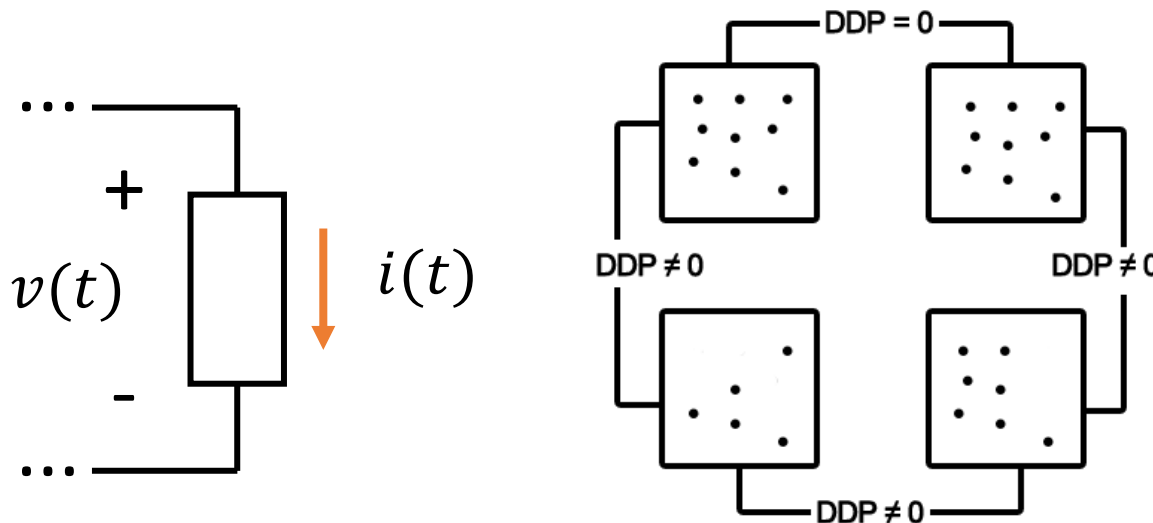 ...
+
v(t)
i(t)
-
...
DDP = 0
DDP ≠ 0
DDP ≠ 0
DDP ≠ 0